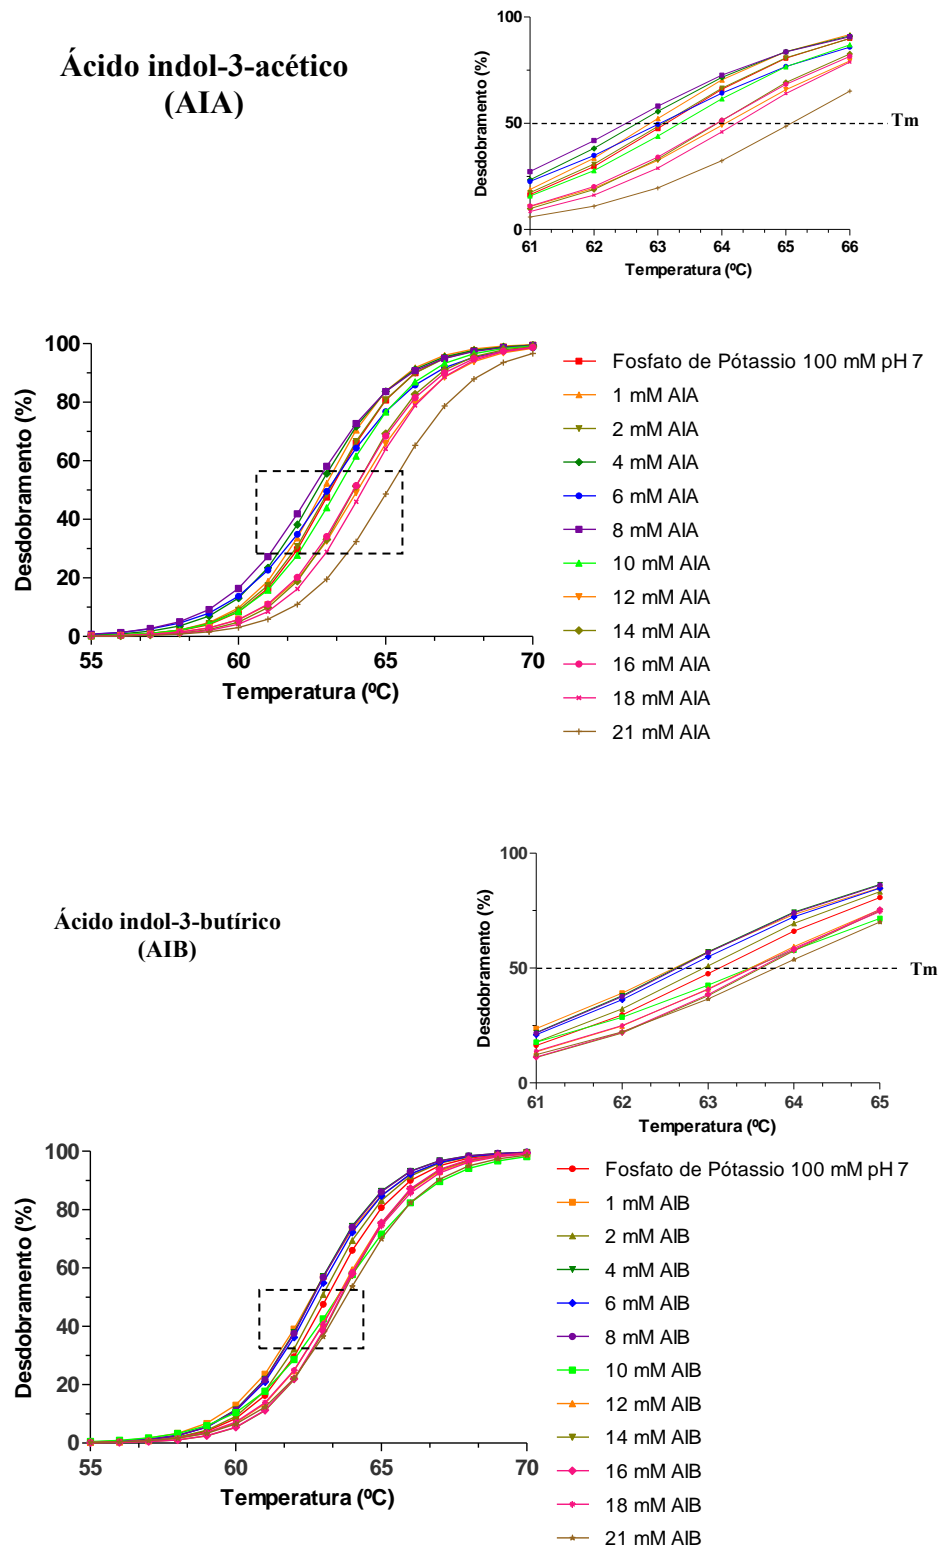 Ácido indol-3-acético
(AIA)
Desdobramento (%)
100
50
0
61 62 63 64 65 66
Temperatura (ºC)
Tm
Desdobramento (%)
100
80
60
40
20
0
55 60 65 70
Temperatura (ºC)
Fosfato de Pótassio 100 mM pH 7
1 mM AIA
2 mM AIA
4 mM AIA
6 mM AIA
8 mM AIA
10 mM AIA
12 mM AIA
14 mM AIA
16 mM AIA
18 mM AIA
21 mM AIA
Ácido indol-3-butírico
(AIB)
Desdobramento (%)
100
50
0
61 62 63 64 65
Temperatura (ºC)
Tm
Desdobramento (%)
100
80
60
40
20
0
55 60 65 70
Temperatura (ºC)
Fosfato de Pótassio 100 mM pH 7
1 mM AIB
2 mM AIB
4 mM AIB
6 mM AIB
8 mM AIB
10 mM AIB
12 mM AIB
14 mM AIB
16 mM AIB
18 mM AIB
21 mM AIB